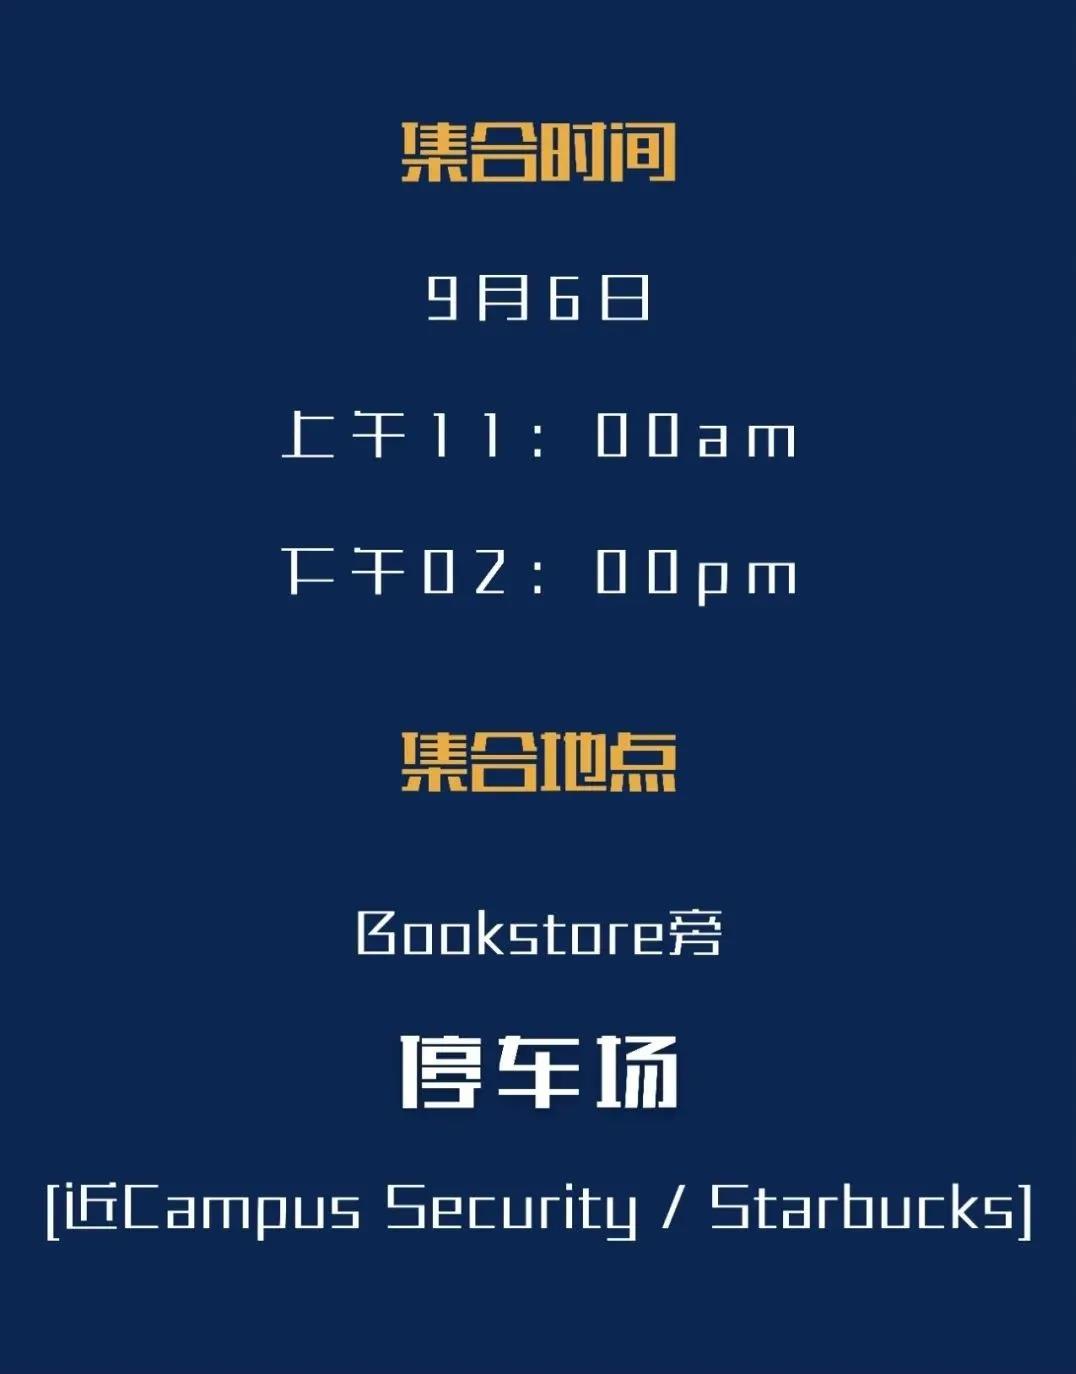 集合时间
9月6日
上午11：00am
下午02：00pm
集合地点
Bookstore旁
停车场
[近Campus Security / Starbucks]